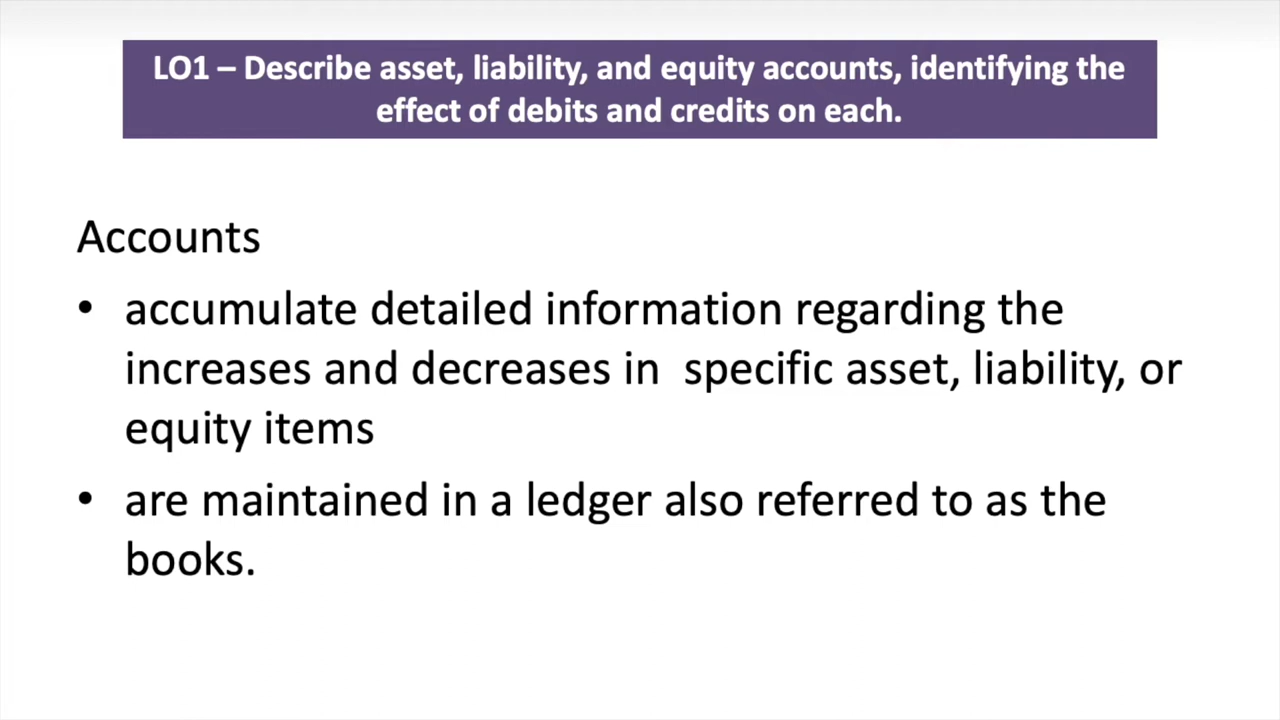 LO1 – Describe asset, liability, and equity accounts, identifying the
effect of debits and credits on each.
Accounts
• accumulate detailed information regarding the
increases and decreases in  specific asset, liability, or
equity items
• are maintained in a ledger also referred to as the
books.